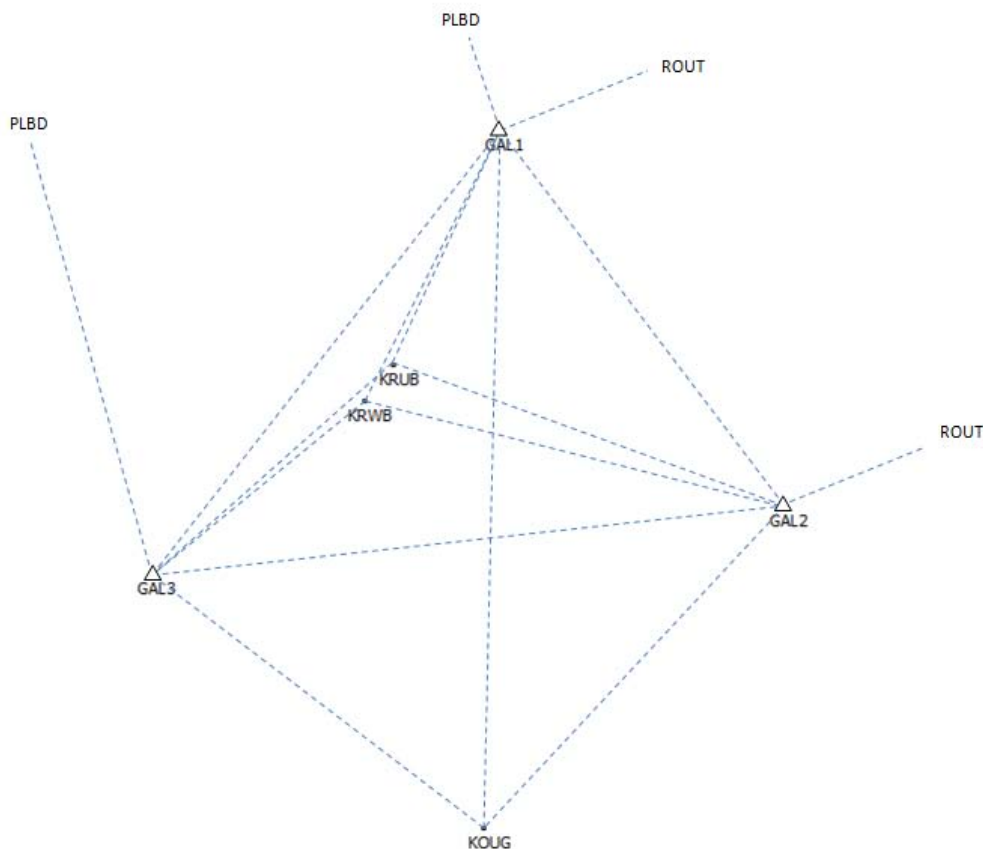 PLBD
ROUT
PLBD
GAL1
KRUB
KRWB
ROUT
GAL2
GAL3
KOUG